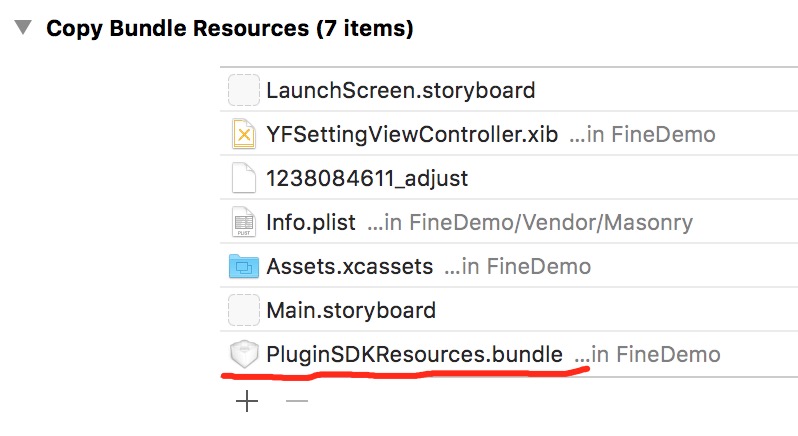 Copy Bundle Resources (7 items)
LaunchScreen.storyboard
YFSettingViewController.xib ...in FineDemo
1238084611_adjust
Info.plist ...in FineDemo/Vendor/Masonry
Assets.xcassets ...in FineDemo
Main.storyboard
PluginSDKResources.bundle ...in FineDemo